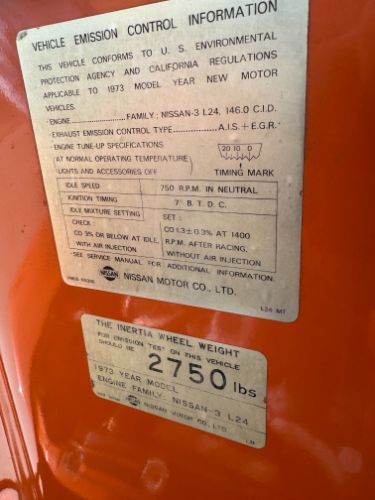 VEHICLE EMISSION CONTROL INFORMATION
THIS VEHICLE CONFORMS TO U. S. ENVIRONMENTAL
PROTECTION AGENCY AND CALIFORNIA REGULATIONS
APPLICABLE TO 1973 MODEL YEAR NEW MOTOR
VEHICLES.
ENGINE FAMILY: NISSAN-3 L24, 146.0 C.I.D.
EXHAUST EMISSION CONTROL TYPE A.I.S.+E.G.R.
ENGINE TUNE-UP SPECIFICATIONS
AT NORMAL OPERATING TEMPERATURE
LIGHTS AND ACCESSORIES OFF
20 10 0
TIMING MARK
IDLE SPEED 750 R.P.M. IN NEUTRAL
IGNITION TIMING 7° B. T. D. C.
IDLE MIXTURE SETTING SET:
CHECK: CO 1.3±0.3% AT 1400
CO 3% OR BELOW AT IDLE, R.P.M. AFTER RACING.
WITH AIR INJECTION WITHOUT AIR INJECTION
SEE SERVICE MANUAL FOR ADDITIONAL INFORMATION.
NISSAN NISSAN MOTOR CO., LTD.
L24 MT
THE INERTIA WHEEL WEIGHT
FOR EMISSION TEST ON THIS VEHICLE
SHOULD BE
2750 lbs
1973 YEAR MODEL
ENGINE FAMILY: NISSAN-3 L24
NISSAN MOTOR CO. LTD.